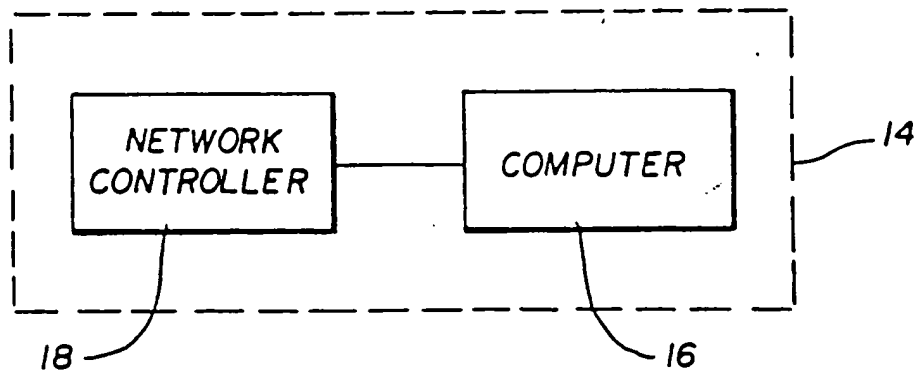 NETWORK
CONTROLLER
COMPUTER
14
18
16